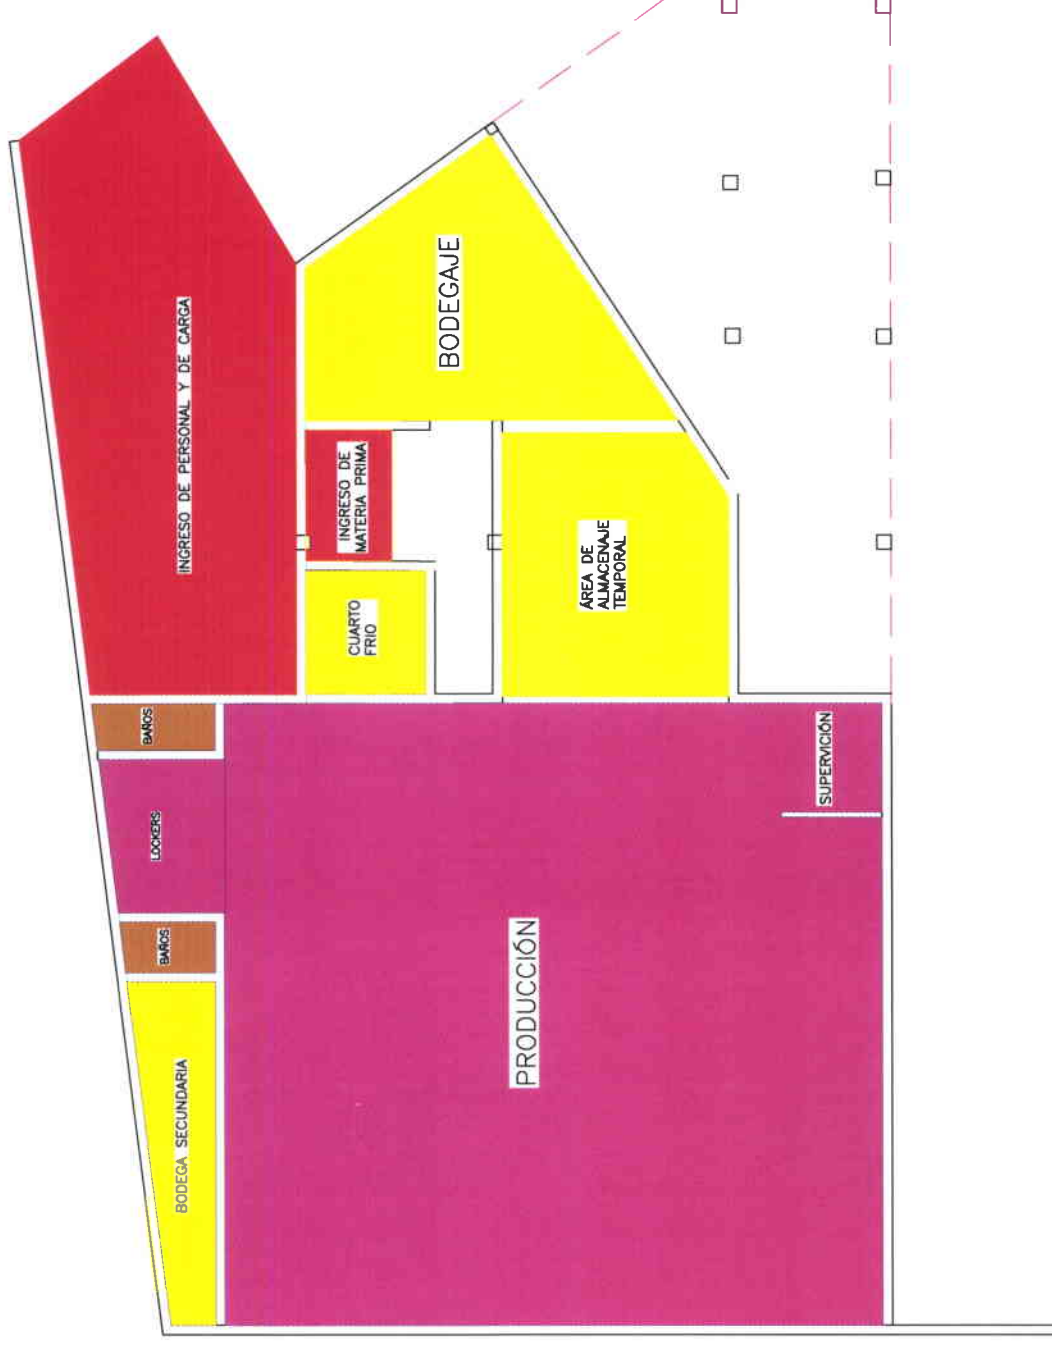 INGRESO DE PERSONAL Y DE CARGA
BODEGAJE
INGRESO DE
MATERIA PRIMA
CUARTO
FRIO
ÁREA DE
ALMACENAJE
TEMPORAL
BAÑOS
LOCKERS
BAÑOS
BODEGA SECUNDARIA
PRODUCCIÓN
SUPERVICIÓN